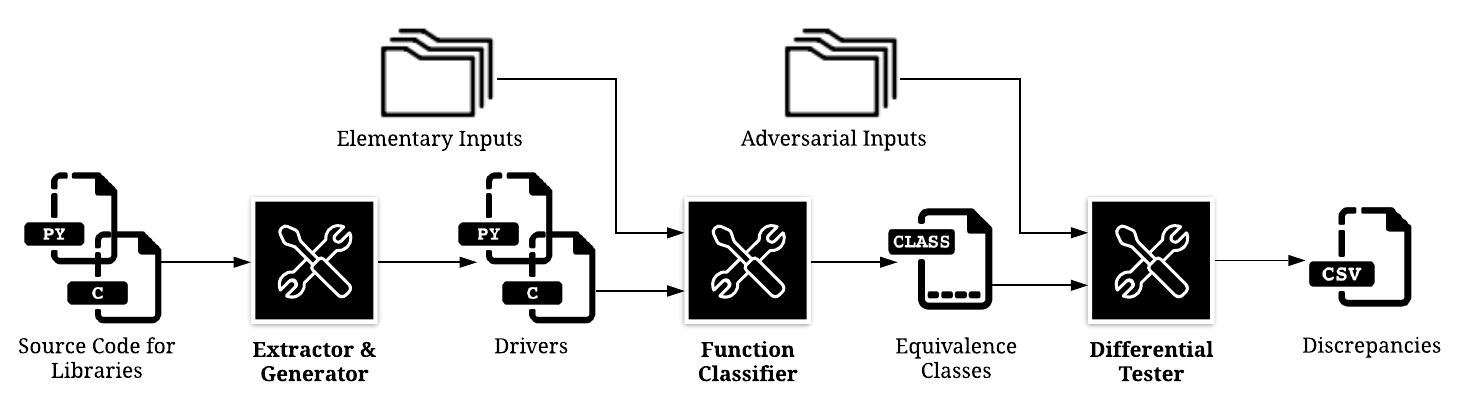 Elementary Inputs
Adversarial Inputs
PY
C
Source Code for
Libraries
Extractor &
Generator
PY
C
Drivers
Function
Classifier
CLASS
Equivalence
Classes
Differential
Tester
CSV
Discrepancies